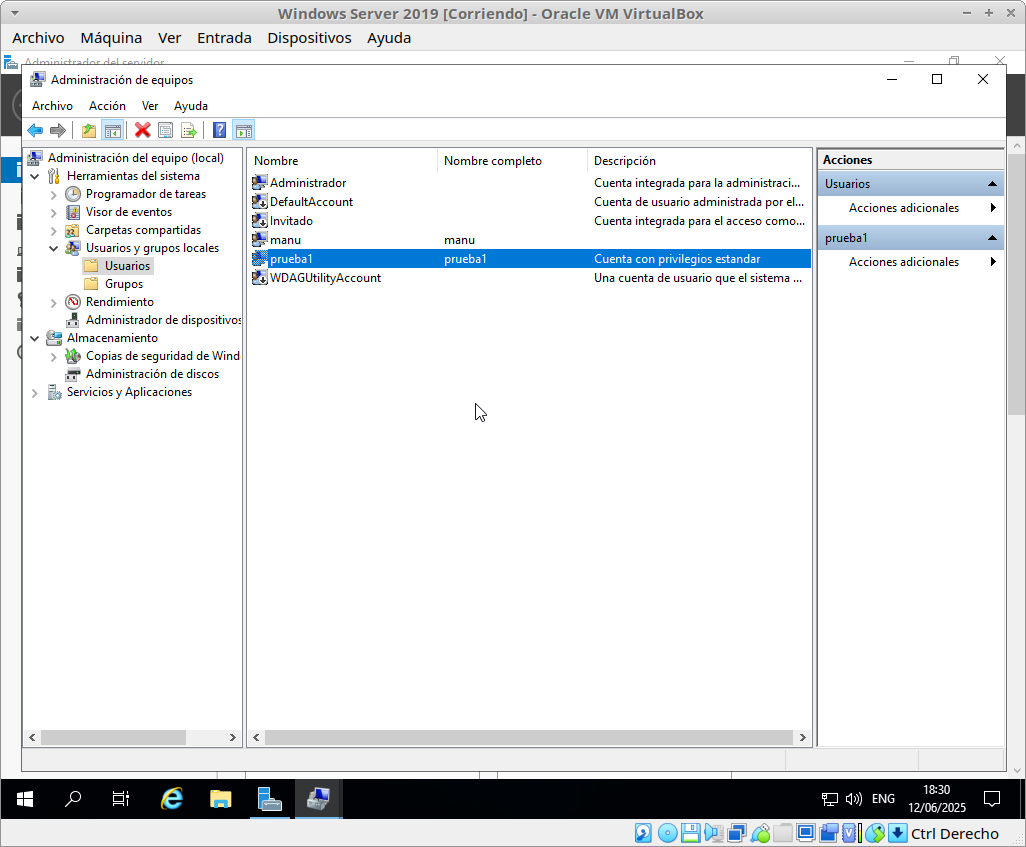 Windows Server 2019 [Corriendo] - Oracle VM VirtualBox
Archivo Máquina Ver Entrada Dispositivos Ayuda
Administrador del servidor
Administración de equipos
Archivo Acción Ver Ayuda
Administración del equipo (local)
Herramientas del sistema
Programador de tareas
Visor de eventos
Carpetas compartidas
Usuarios y grupos locales
Usuarios
Grupos
Rendimiento
Administrador de dispositivos
Almacenamiento
Copias de seguridad de Wind
Administración de discos
Servicios y Aplicaciones
Nombre Nombre completo Descripción
Administrador Cuenta integrada para la administraci...
DefaultAccount Cuenta de usuario administrada por el...
Invitado Cuenta integrada para el acceso como...
manu manu
prueba1 prueba1 Cuenta con privilegios estandar
WDAGUtilityAccount Una cuenta de usuario que el sistema ...
Acciones
Usuarios
Acciones adicionales
prueba1
Acciones adicionales
ENG
18:30
12/06/2025
Ctrl Derecho